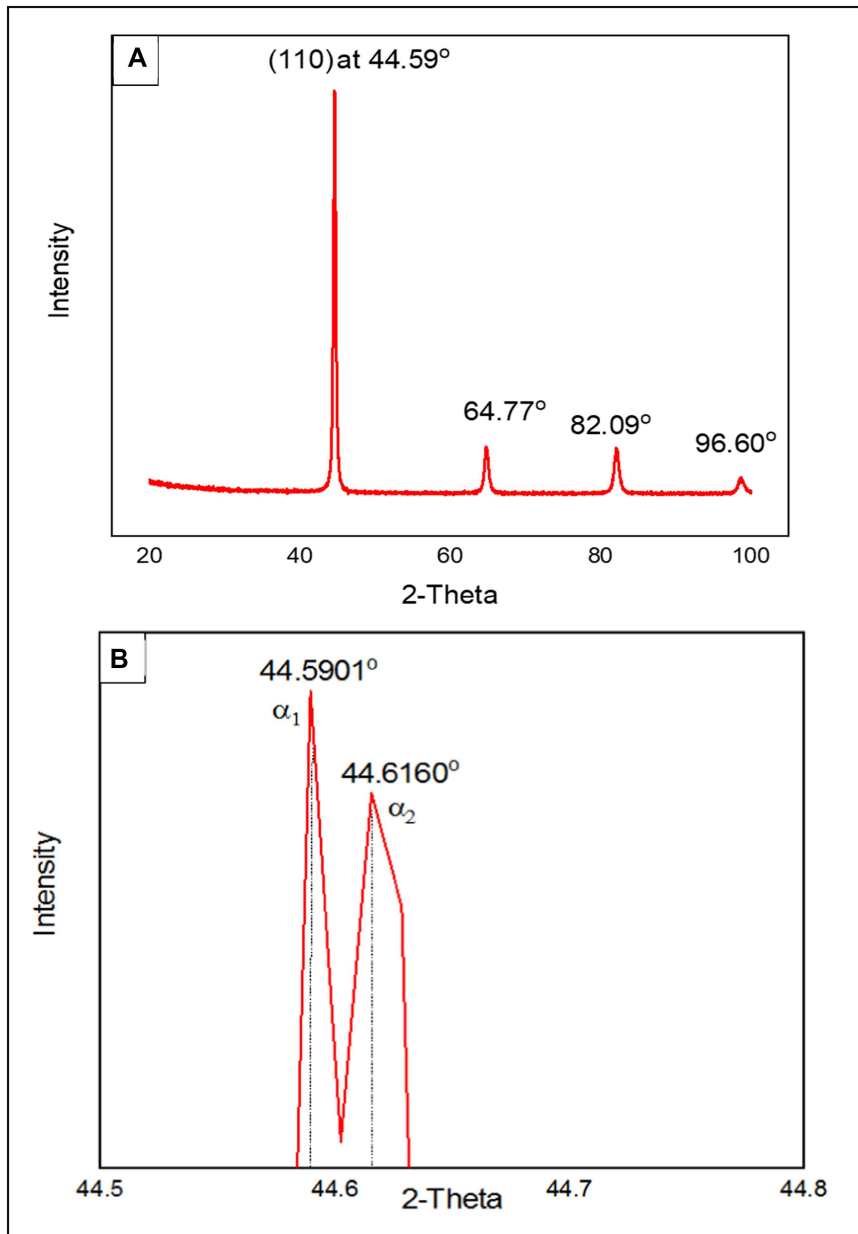 A
(110) at 44.59°
64.77°
82.09°
96.60°
Intensity
20 40 60 80 100
2-Theta
B
44.5901°
α₁
44.6160°
α₂
Intensity
44.5 44.6 44.7 44.8
2-Theta